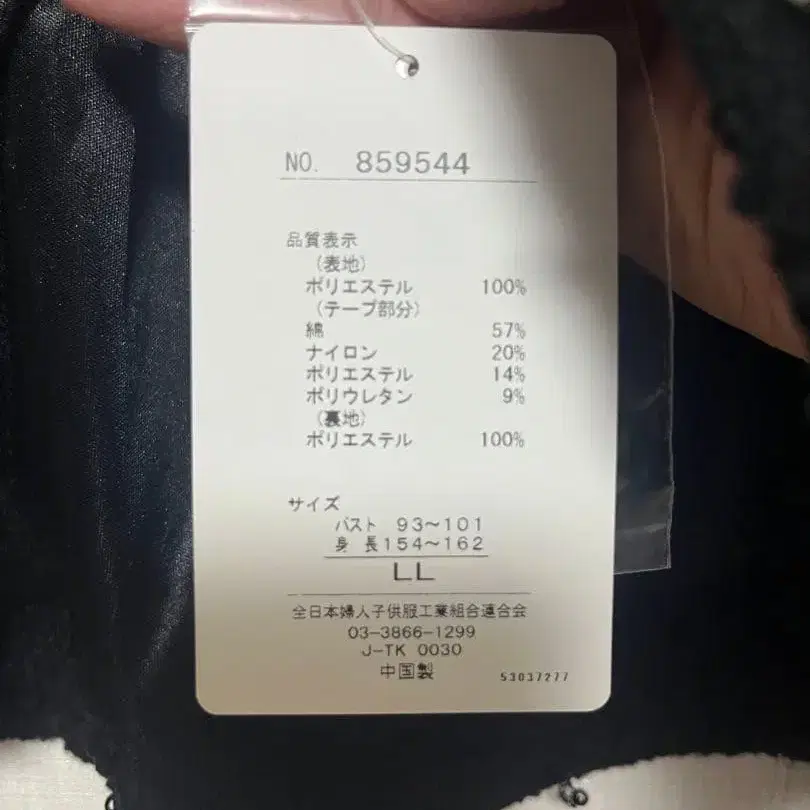 NO. 859544
品質表示
(表地)
ポリエステル 100%
(テープ部分)
綿 57%
ナイロン 20%
ポリエステル 14%
ポリウレタン 9%
(裏地)
ポリエステル 100%
サイズ
バスト 93~101
身長154~162
LL
全日本婦人子供服工業組合連合会
03-3866-1299
J-TK 0030
中国製
53037277